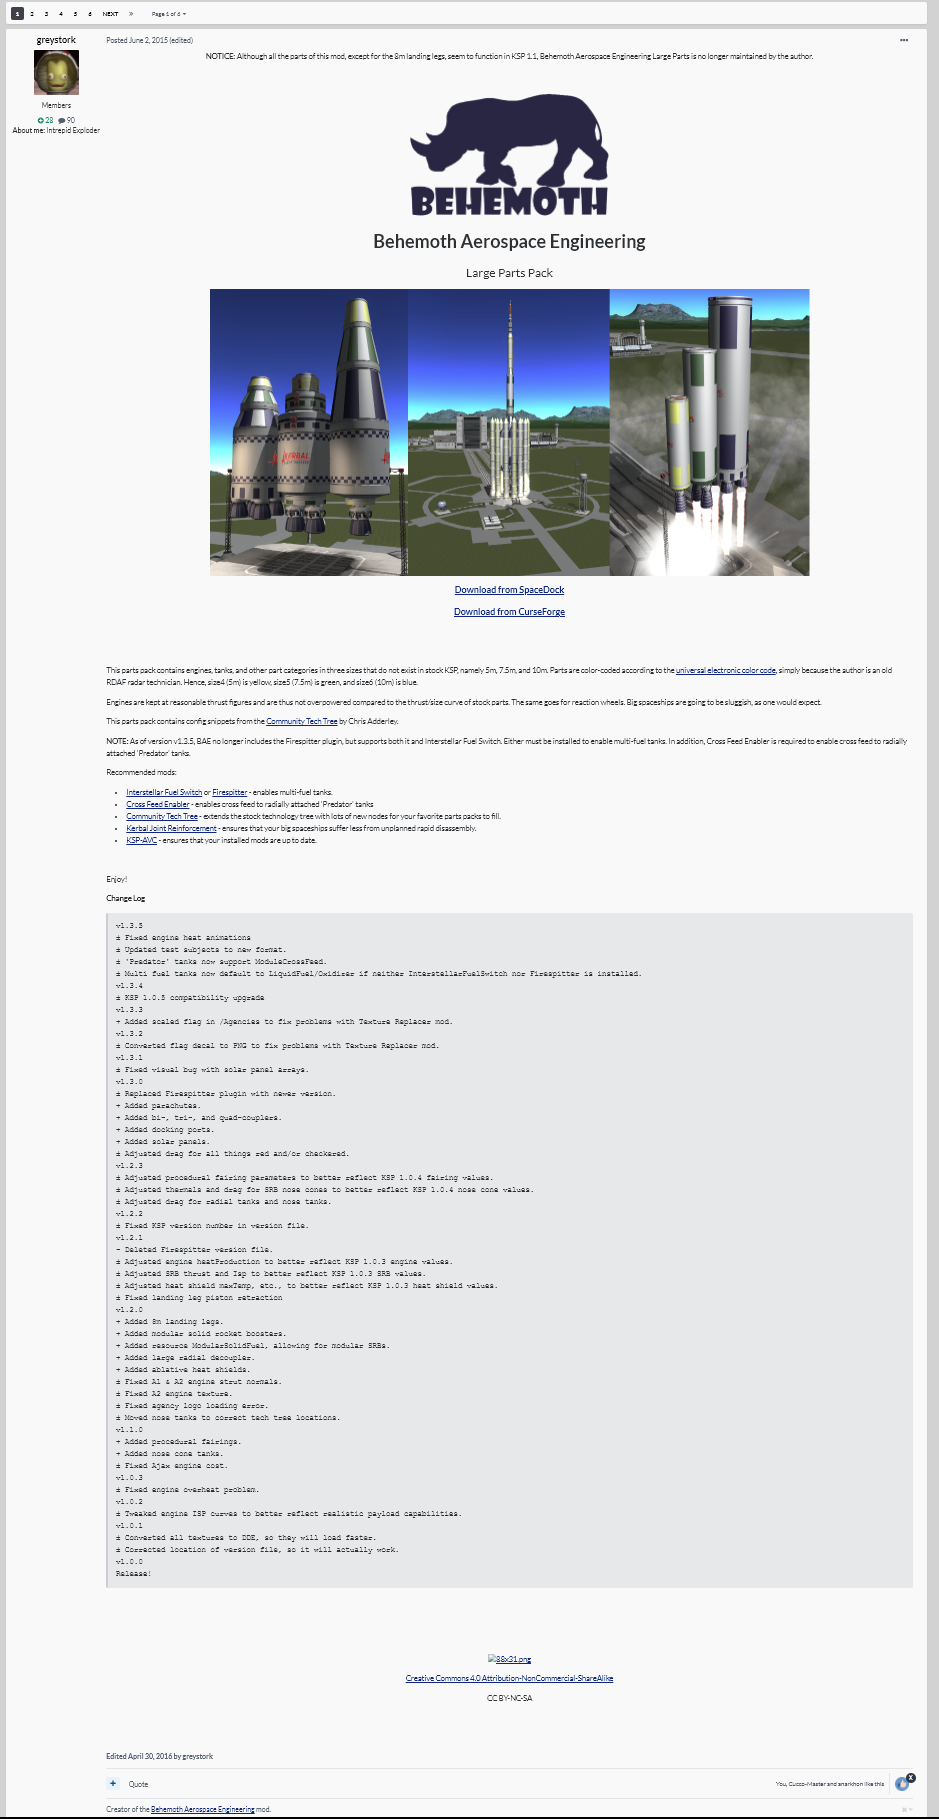 1 2 3 4 5 6 NEXT » Page 1 of 6
greystork
Members
28 90
About me: Intrepid Exploder
Posted June 2, 2015 (edited)
NOTICE: Although all the parts of this mod, except for the 8m landing legs, seem to function in KSP 1.1, Behemoth Aerospace Engineering Large Parts is no longer maintained by the author.
BEHEMOTH
Behemoth Aerospace Engineering
Large Parts Pack
KERBAL
Download from SpaceDock
Download from CurseForge
This parts pack contains engines, tanks, and other part categories in three sizes that do not exist in stock KSP, namely 5m, 7.5m, and 10m. Parts are color-coded according to the universal electronic color code, simply because the author is an old
RDAF radar technician. Hence, size4 (5m) is yellow, size5 (7.5m) is green, and size6 (10m) is blue.
Engines are kept at reasonable thrust figures and are thus not overpowered compared to the thrust/size curve of stock parts. The same goes for reaction wheels. Big spaceships are going to be sluggish, as one would expect.
This parts pack contains config snippets from the Community Tech Tree by Chris Adderley.
NOTE: As of version v1.3.5, BAE no longer includes the Firespitter plugin, but supports both it and Interstellar Fuel Switch. Either must be installed to enable multi-fuel tanks. In addition, Cross Feed Enabler is required to enable cross feed to radially
attached 'Predator' tanks.
Recommended mods:
• Interstellar Fuel Switch or Firespitter - enables multi-fuel tanks.
• Cross Feed Enabler - enables cross feed to radially attached 'Predator' tanks
• Community Tech Tree - extends the stock technology tree with lots of new nodes for your favorite parts packs to fill.
• Kerbal Joint Reinforcement - ensures that your big spaceships suffer less from unplanned rapid disassembly.
• KSP-AVC - ensures that your installed mods are up to date.
Enjoy!
Change Log
v1.3.5
± Fixed engine heat animations
± Updated test subjects to new format.
± 'Predator' tanks now support ModuleCrossFeed.
± Multi fuel tanks now default to LiquidFuel/Oxidizer if neither InterstellarFuelSwitch nor Firespitter is installed.
v1.3.4
± KSP 1.0.5 compatibility upgrade
v1.3.3
+ Added scaled flag in /Agencies to fix problems with Texture Replacer mod.
v1.3.2
± Converted flag decal to PNG to fix problems with Texture Replacer mod.
v1.3.1
± Fixed visual bug with solar panel arrays.
v1.3.0
± Replaced Firespitter plugin with newer version.
+ Added parachutes.
+ Added bi-, tri-, and quad-couplers.
+ Added docking ports.
+ Added solar panels.
± Adjusted drag for all things red and/or checkered.
v1.2.3
± Adjusted procedural fairing parameters to better reflect KSP 1.0.4 fairing values.
± Adjusted thermals and drag for SRB nose cones to better reflect KSP 1.0.4 nose cone values.
± Adjusted drag for radial tanks and nose tanks.
v1.2.2
± Fixed KSP version number in version file.
v1.2.1
- Deleted Firespitter version file.
± Adjusted engine heatProduction to better reflect KSP 1.0.3 engine values.
± Adjusted SRB thrust and Isp to better reflect KSP 1.0.3 SRB values.
± Adjusted heat shield maxTemp, etc., to better reflect KSP 1.0.3 heat shield values.
± Fixed landing leg piston retraction
v1.2.0
+ Added 8m landing legs.
+ Added modular solid rocket boosters.
+ Added resource ModularSolidFuel, allowing for modular SRBs.
+ Added large radial decoupler.
+ Added ablative heat shields.
± Fixed A1 & A2 engine strut normals.
± Fixed A2 engine texture.
± Fixed agency logo loading error.
± Moved nose tanks to correct tech tree locations.
v1.1.0
+ Added procedural fairings.
+ Added nose cone tanks.
± Fixed Ajax engine cost.
v1.0.3
± Fixed engine overheat problem.
v1.0.2
± Tweaked engine ISP curves to better reflect realistic payload capabilities.
v1.0.1
± Converted all textures to DDE, so they will load faster.
± Corrected location of version file, so it will actually work.
v1.0.0
Release!
88x31.png
Creative Commons 4.0 Attribution-NonCommercial-ShareAlike
CC BY-NC-SA
Edited April 30, 2016 by greystork
+ Quote
You, Cuzzo-Master and anarkhon like this
Creator of the Behemoth Aerospace Engineering mod.